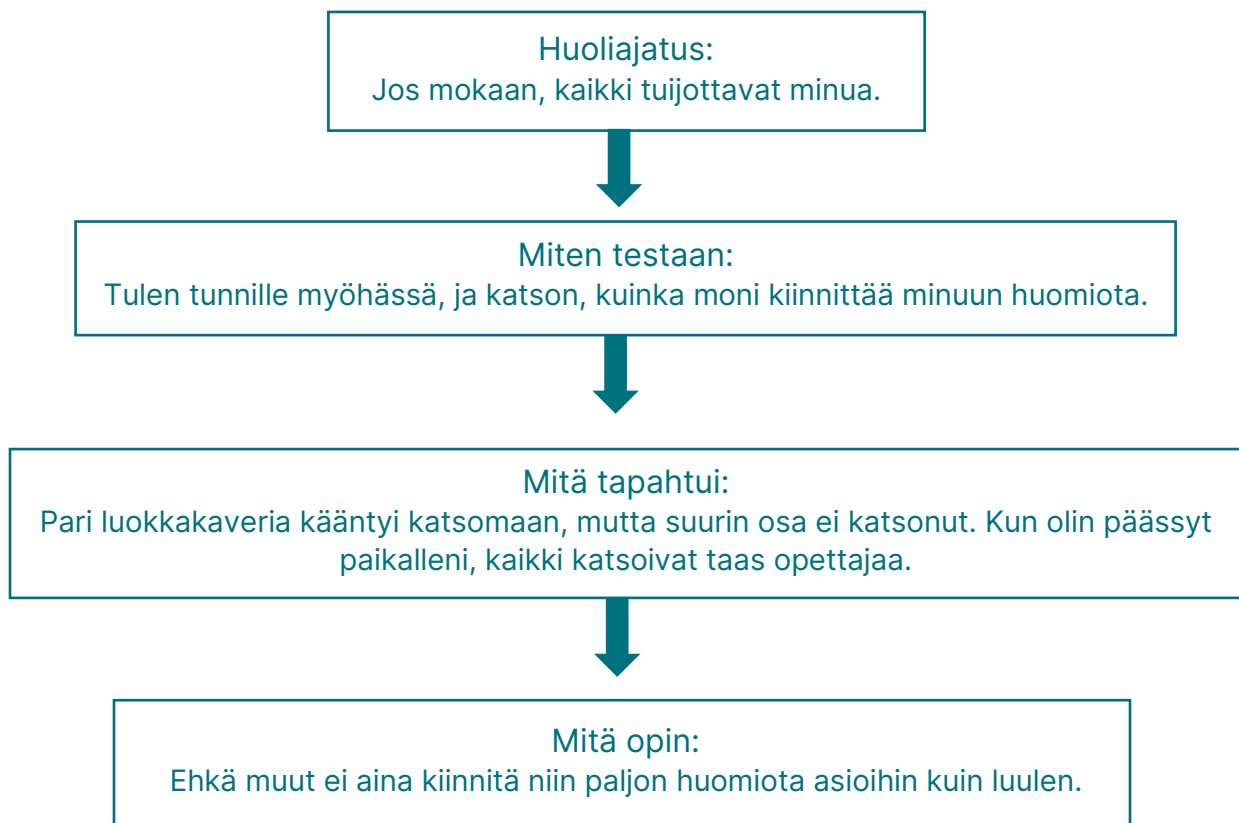 Huoliajatus:
Jos mokaan, kaikki tuijottavat minua.
Miten testaan:
Tulen tunnille myöhässä, ja katson, kuinka moni kiinnittää minuun huomiota.
Mitä tapahtui:
Pari luokkakaveria kääntyi katsomaan, mutta suurin osa ei katsonut. Kun olin päässyt
paikalleni, kaikki katsoivat taas opettajaa.
Mitä opin:
Ehkä muut ei aina kiinnitä niin paljon huomiota asioihin kuin luulen.